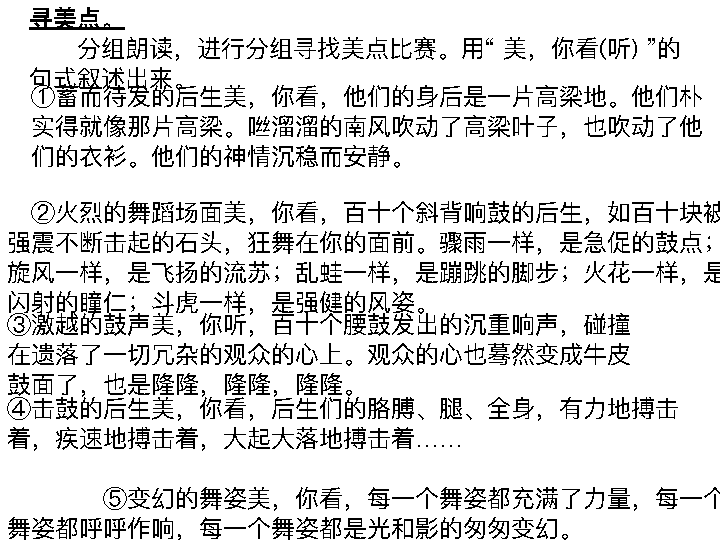 寻美点。
分组朗读，进行分组寻找美点比赛。用“ 美，你看(听) ”的
句式叙述出来。
①蓄而待发的后生美，你看，他们的身后是一片高粱地。他们朴
实得就像那片高粱。咝溜溜的南风吹动了高粱叶子，也吹动了他
们的衣衫。他们的神情沉稳而安静。
②火烈的舞蹈场面美，你看，百十个斜背响鼓的后生，如百十块被
强震不断击起的石头，狂舞在你的面前。骤雨一样，是急促的鼓点；
旋风一样，是飞扬的流苏；乱蛙一样，是蹦跳的脚步；火花一样，是
闪射的瞳仁；斗虎一样，是强健的风姿。
③激越的鼓声美，你听，百十个腰鼓发出的沉重响声，碰撞
在遗落了一切冗杂的观众的心上。观众的心也蓦然变成牛皮
鼓面了，也是隆隆，隆隆，隆隆。
④击鼓的后生美，你看，后生们的胳膊、腿、全身，有力地搏击
着，疾速地搏击着，大起大落地搏击着……
⑤变幻的舞姿美，你看，每一个舞姿都充满了力量，每一个
舞姿都呼呼作响，每一个舞姿都是光和影的匆匆变幻。